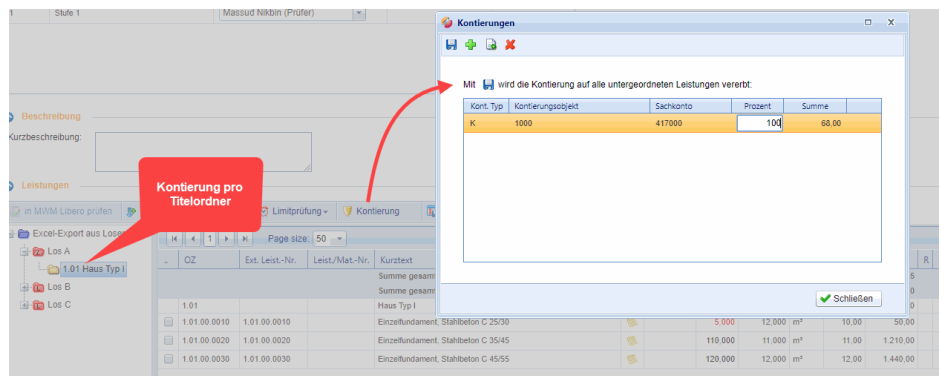 1 Stufe 1 Massud Nikbin (Prüfer)
Kontierungen
Mit wird die Kontierung auf alle untergeordneten Leistungen vererbt:
Kont. Typ Kontierungsobjekt Sachkonto Prozent Summe
K 1000 417000 100 68,00
Schließen
Beschreibung
Kurzbeschreibung:
Leistungen
Kontierung pro
Titelordner
in MWM Libero prüfen Limitprüfung Kontierung
Excel-Export aus
Los A
1.01 Haus Typ I
Los B
Los C
1 Page size: 50
OZ Ext. Leist.-Nr. Leist./Mat.-Nr. Kurztext R
Summe gesamt
Summe gesamt
1.01 Haus Typ I
1.01.00.0010 1.01.00.0010 Einzelfundament, Stahlbeton C 25/30 5,000 12,000 m³ 10,00 50,00
1.01.00.0020 1.01.00.0020 Einzelfundament, Stahlbeton C 35/45 110,000 11,000 m³ 11,00 1.210,00
1.01.00.0030 1.01.00.0030 Einzelfundament, Stahlbeton C 45/55 120,000 12,000 m³ 12,00 1.440,00